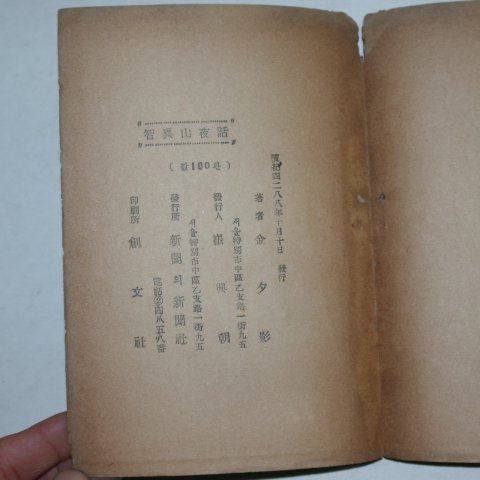 智異山夜話
(값100환)
檀紀四二八八年十月十日 發行
著者 金夕影
서울特別市中區乙支路一街九五
發行人 崔興朝
서울特別市中區乙支路一街九五
發行所 新聞의新聞社
印刷所 創文社